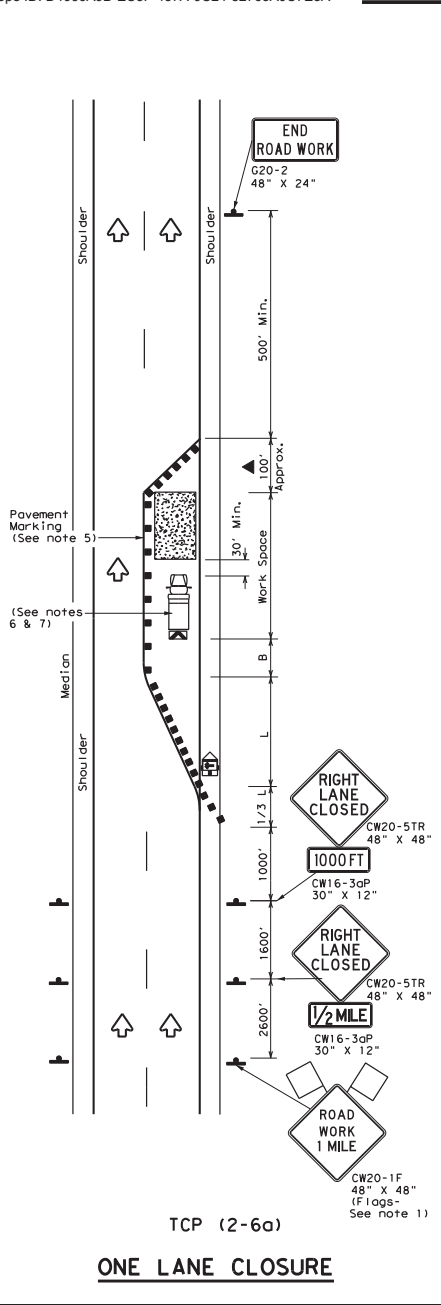 END
ROAD WORK
G20-2
48" X 24"
Shoulder
Shoulder
500' Min.
100'
Approx.
Pavement
Marking
(See note 5)
30' Min.
Work Space
(See notes
6 & 7)
B
Median
L
Shoulder
1/3 L
RIGHT
LANE
CLOSED
CW20-5TR
48" X 48"
1000'
1000 FT
CW16-3aP
30" X 12"
1600'
RIGHT
LANE
CLOSED
CW20-5TR
48" X 48"
1/2 MILE
CW16-3aP
30" X 12"
2600'
ROAD
WORK
1 MILE
CW20-1F
48" X 48"
(Flags-
See note 1)
TCP (2-6a)
ONE LANE CLOSURE